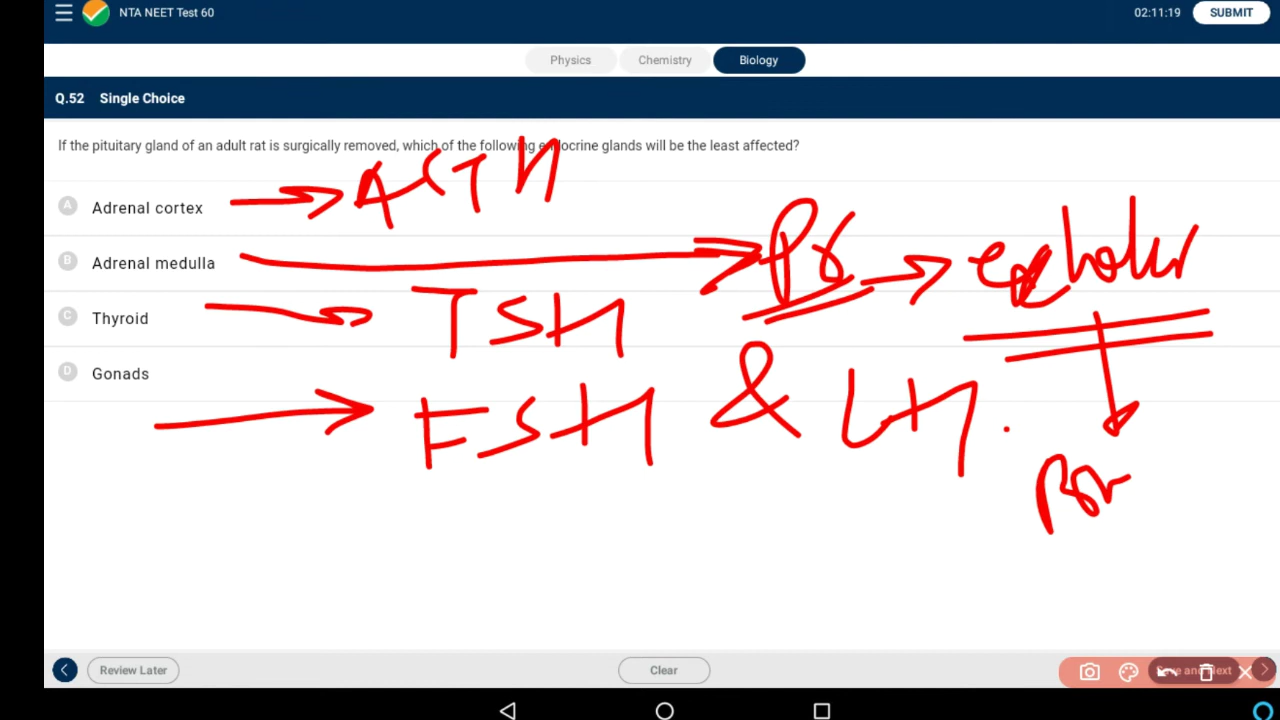 NTA NEET Test 60
02:11:19
SUBMIT
Physics
Chemistry
Biology
Q.52 Single Choice
If the pituitary gland of an adult rat is surgically removed, which of the following endocrine glands will be the least affected?
A Adrenal cortex
ACTH
B Adrenal medulla
C Thyroid
TSH
D Gonads
FSH & LH
Review Later
Clear